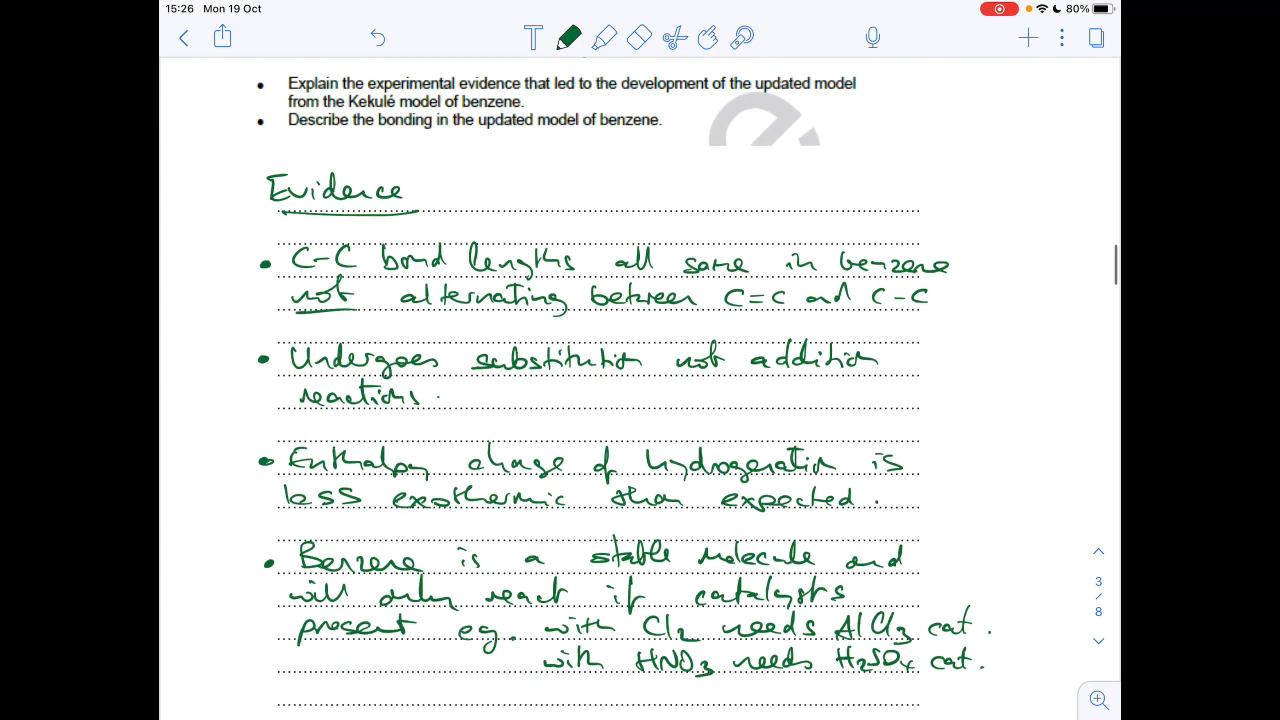 15:26 Mon 19 Oct
80%
T
• Explain the experimental evidence that led to the development of the updated model
from the Kekulé model of benzene.
• Describe the bonding in the updated model of benzene.
Evidence
• C-C bond lengths all same in benzene
not alternating between C=C and C-C
• Undergoes substitution not addition
reactions.
• Enthalpy change of hydrogenation is
less exothermic than expected.
• Benzene is a stable molecule and
will only react if catalysts
present eg. with Cl₂ needs AlCl₃ cat.
with HNO₃ needs H₂SO₄ cat.
3
/
8